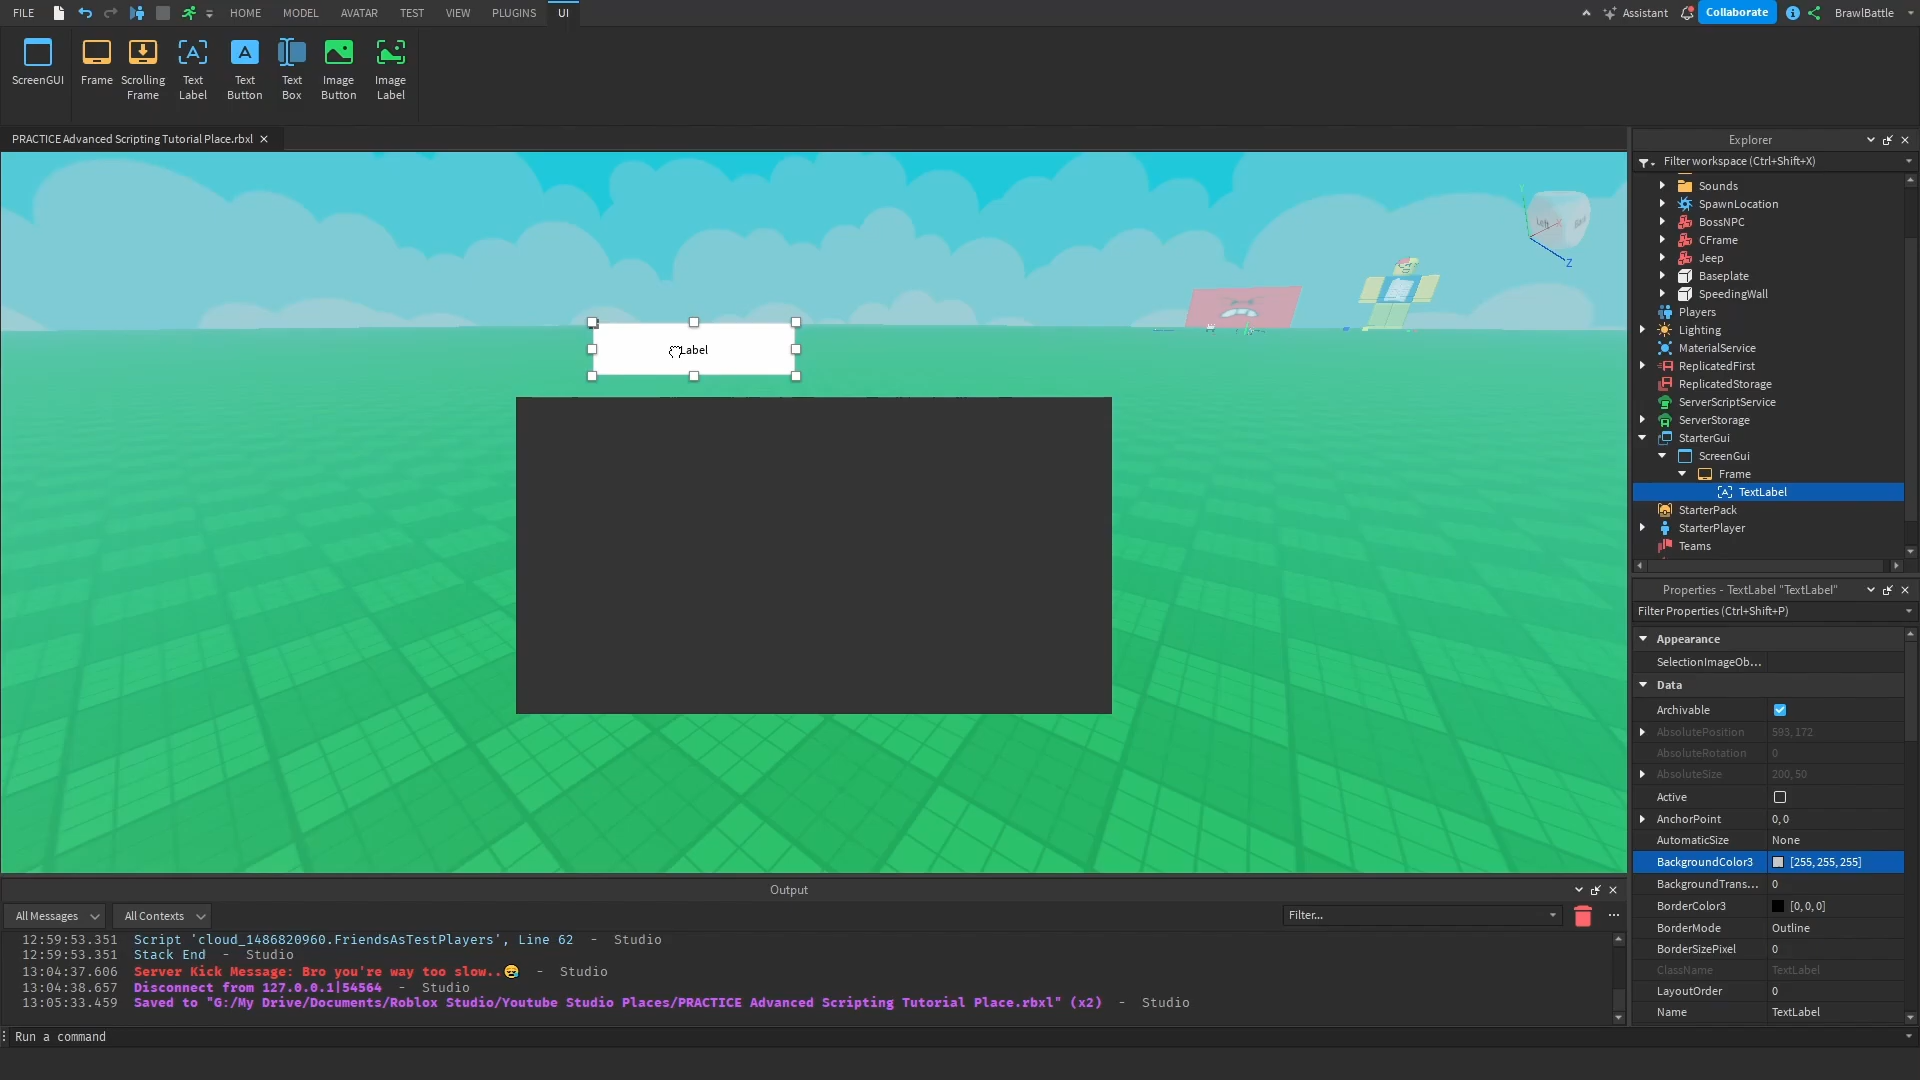 FILE HOME MODEL AVATAR TEST VIEW PLUGINS UI Assistant Collaborate BrawlBattle
ScreenGUI Frame Scrolling Frame Text Label Text Button Text Box Image Button Image Label
PRACTICE Advanced Scripting Tutorial Place.rbxl
Label
Z
Explorer
Filter workspace (Ctrl+Shift+X)
Sounds
SpawnLocation
BossNPC
CFrame
Jeep
Baseplate
SpeedingWall
Players
Lighting
MaterialService
ReplicatedFirst
ReplicatedStorage
ServerScriptService
ServerStorage
StarterGui
ScreenGui
Frame
TextLabel
StarterPack
StarterPlayer
Teams
Properties - TextLabel "TextLabel"
Filter Properties (Ctrl+Shift+P)
Appearance
SelectionImageOb...
Data
Archivable
AbsolutePosition 593, 172
AbsoluteRotation 0
AbsoluteSize 200, 50
Active
AnchorPoint 0, 0
AutomaticSize None
BackgroundColor3 [255, 255, 255]
BackgroundTrans... 0
BorderColor3 [0, 0, 0]
BorderMode Outline
BorderSizePixel 0
ClassName TextLabel
LayoutOrder 0
Name TextLabel
Output
All Messages All Contexts Filter... ...
12:59:53.351 Script 'cloud_1486820960.FriendsAsTestPlayers', Line 62 - Studio
12:59:53.351 Stack End - Studio
13:04:37.606 Server Kick Message: Bro you're way too slow..😪 - Studio
13:04:38.657 Disconnect from 127.0.0.1|54564 - Studio
13:05:33.459 Saved to "G:/My Drive/Documents/Roblox Studio/Youtube Studio Places/PRACTICE Advanced Scripting Tutorial Place.rbxl" (x2) - Studio
Run a command